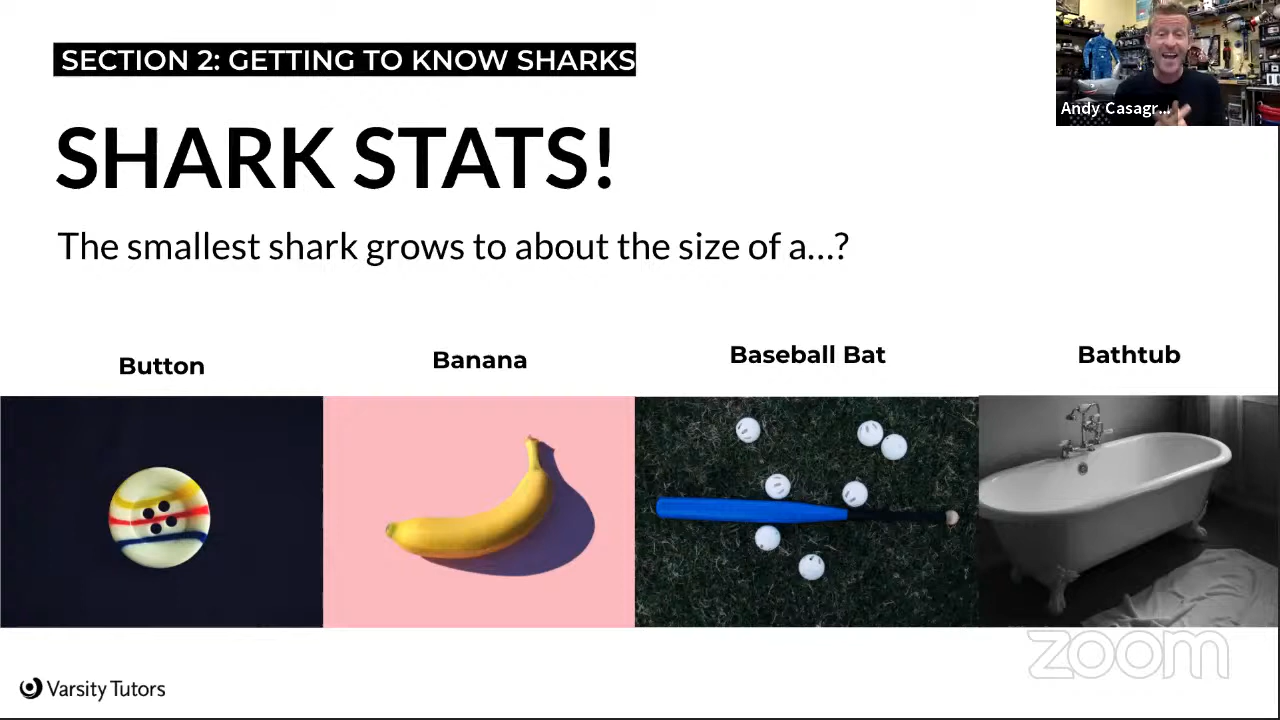 SECTION 2: GETTING TO KNOW SHARKS
Andy Casagr...
SHARK STATS!
The smallest shark grows to about the size of a...?
Button
Banana
Baseball Bat
Bathtub
zoom
Varsity Tutors